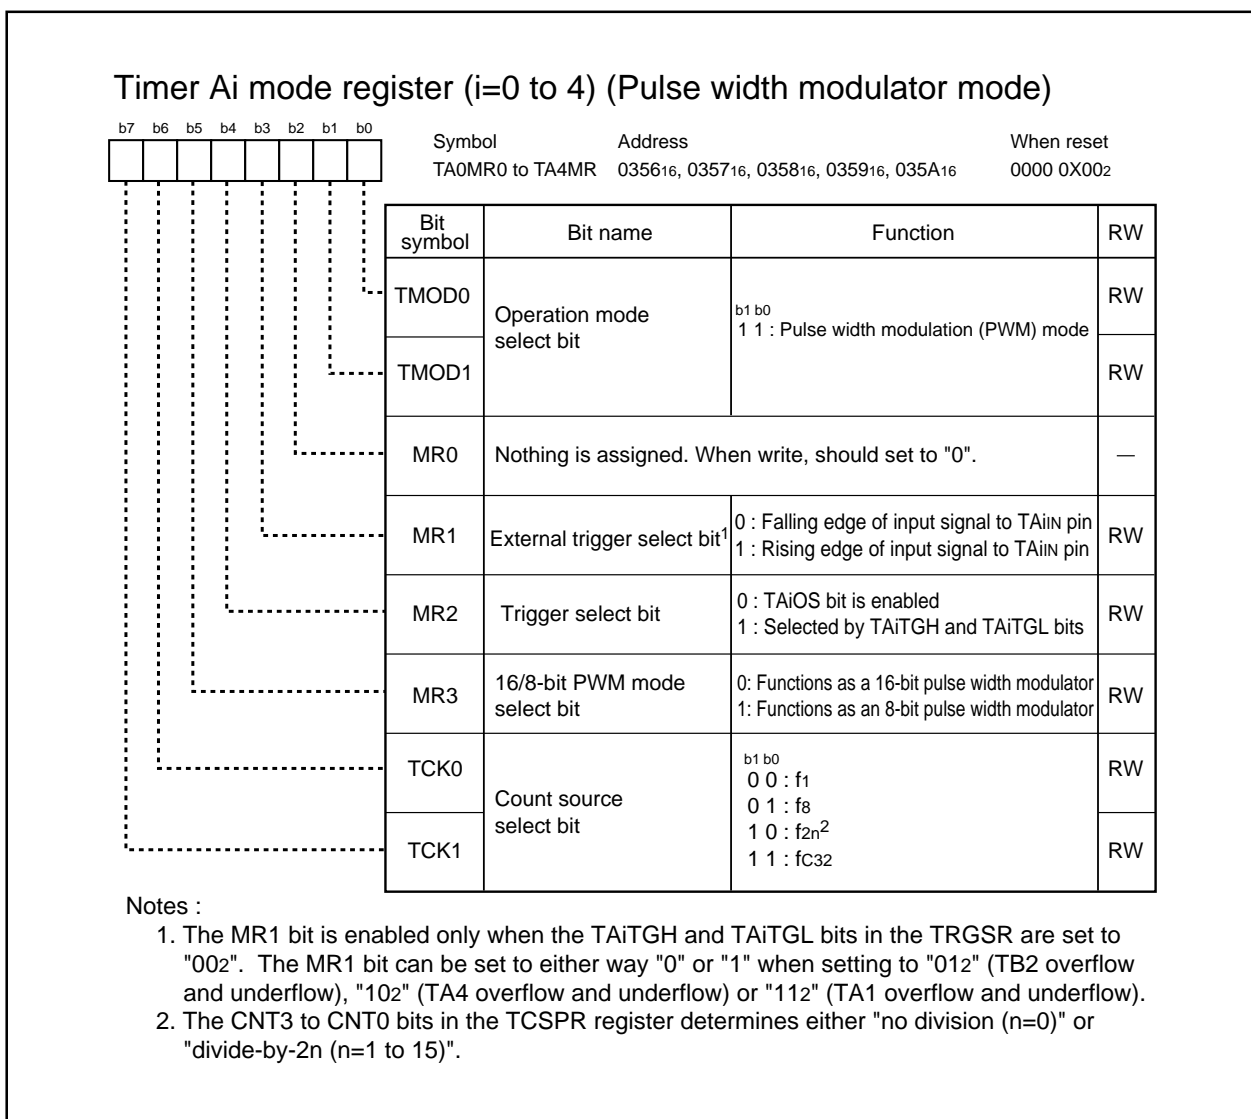 Timer Ai mode register (i=0 to 4) (Pulse width modulator mode)
b7 b6 b5 b4 b3 b2 b1 b0
Symbol Address When reset
TA0MR0 to TA4MR 035616, 035716, 035816, 035916, 035A16 0000 0X002
Bit symbol Bit name Function RW
TMOD0 RW
Operation mode
select bit
b1 b0
1 1 : Pulse width modulation (PWM) mode
TMOD1 RW
MR0 Nothing is assigned. When write, should set to "0". —
MR1 External trigger select bit1 RW
0 : Falling edge of input signal to TAiIN pin
1 : Rising edge of input signal to TAiIN pin
MR2 Trigger select bit RW
0 : TAiOS bit is enabled
1 : Selected by TAiTGH and TAiTGL bits
MR3 RW
16/8-bit PWM mode
select bit
0: Functions as a 16-bit pulse width modulator
1: Functions as an 8-bit pulse width modulator
TCK0 RW
Count source
select bit
b1 b0
0 0 : f1
0 1 : f8
1 0 : f2n2
1 1 : fC32
TCK1 RW
Notes :
1. The MR1 bit is enabled only when the TAiTGH and TAiTGL bits in the TRGSR are set to
"002". The MR1 bit can be set to either way "0" or "1" when setting to "012" (TB2 overflow
and underflow), "102" (TA4 overflow and underflow) or "112" (TA1 overflow and underflow).
2. The CNT3 to CNT0 bits in the TCSPR register determines either "no division (n=0)" or
"divide-by-2n (n=1 to 15)".